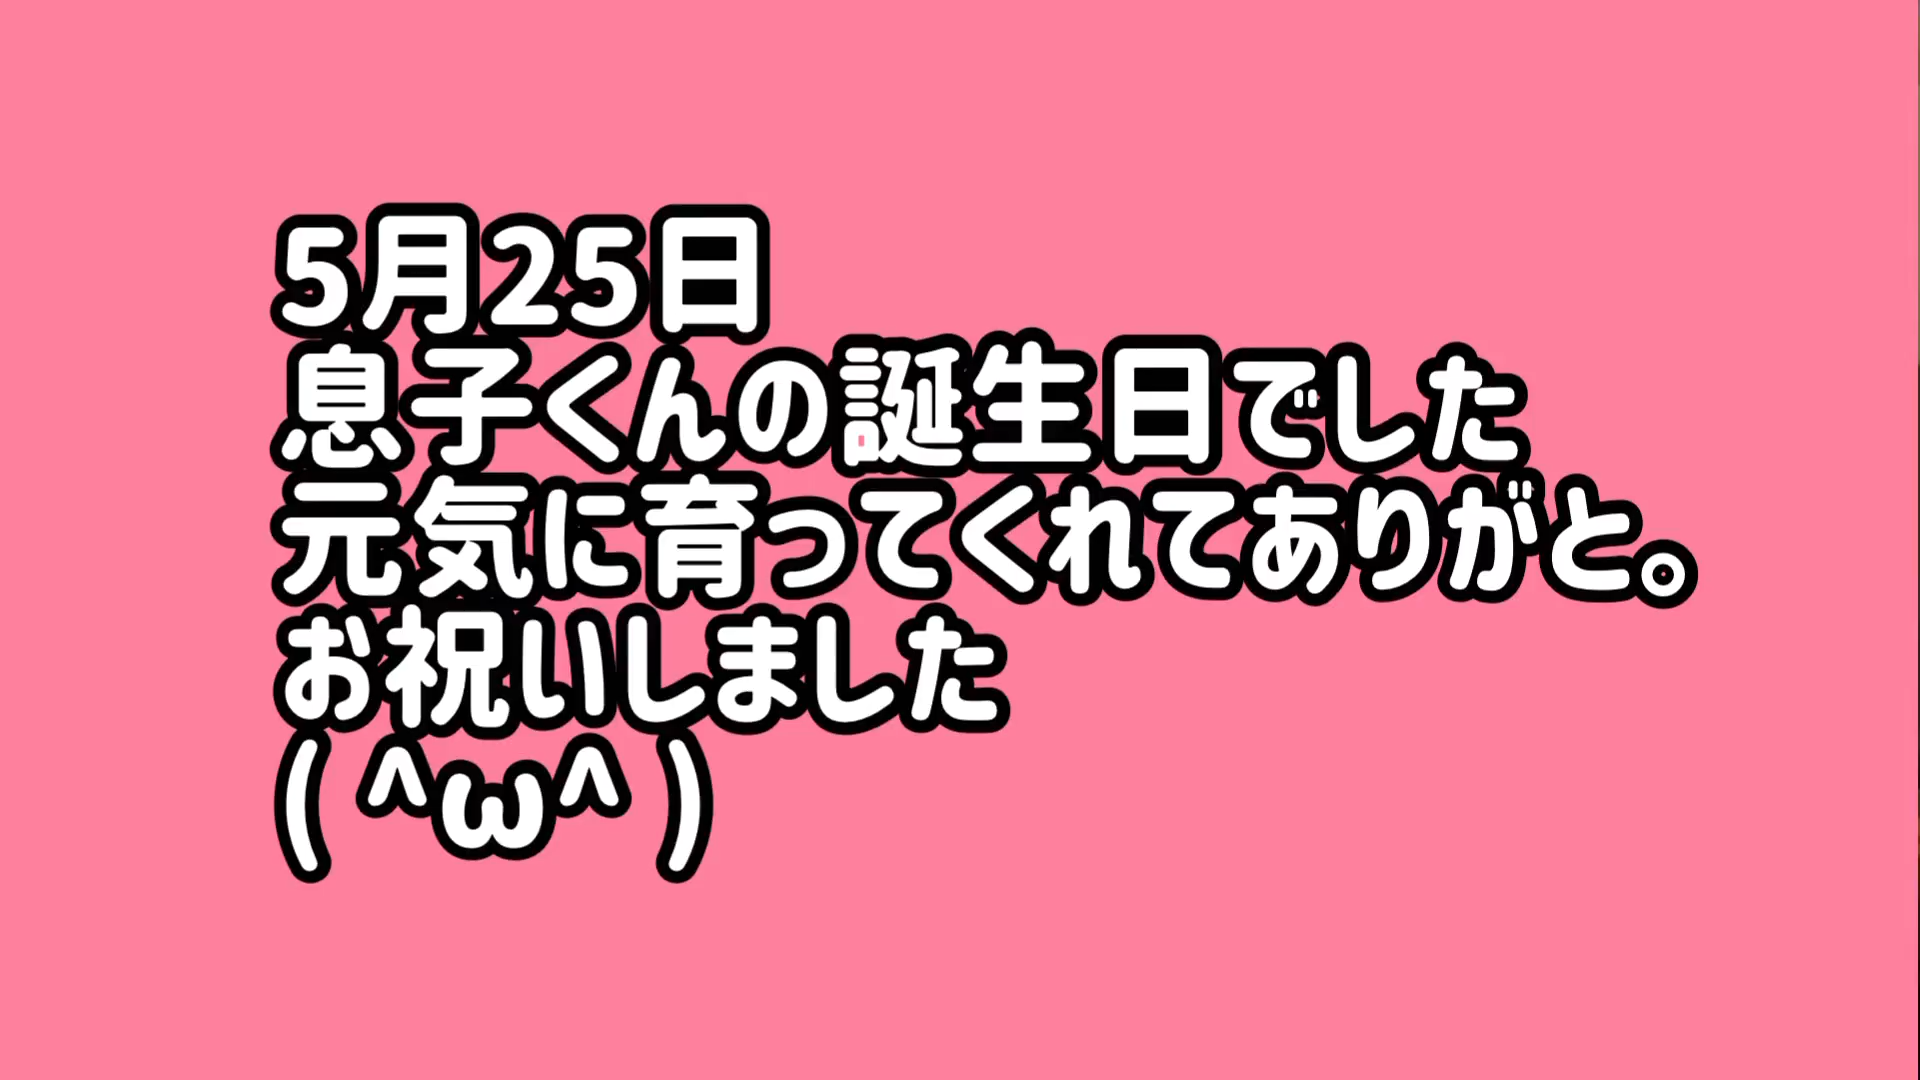 5月25日
息子くんの誕生日でした
元気に育ってくれてありがと。
お祝いしました
( ^ω^ )